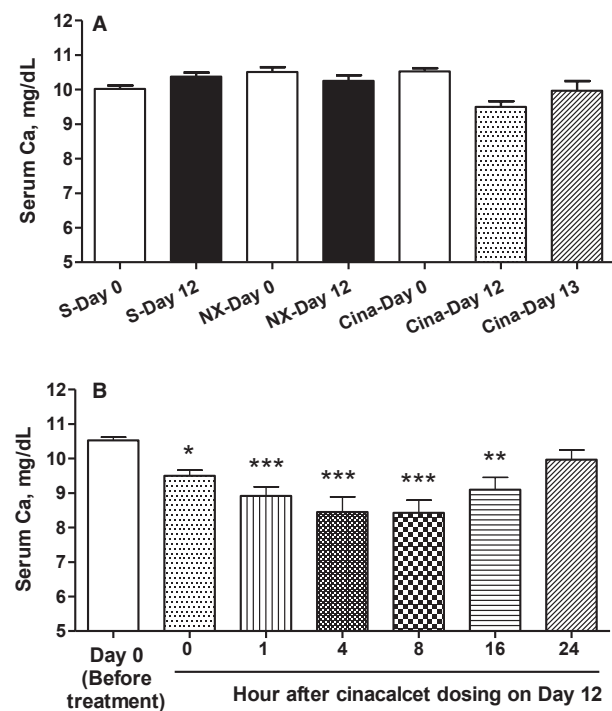 A
Serum Ca, mg/dL
12
11
10
9
8
7
6
5
S-Day 0
S-Day 12
NX-Day 0
NX-Day 12
Cina-Day 0
Cina-Day 12
Cina-Day 13
B
Serum Ca, mg/dL
12
11
10
9
8
7
6
5
* *** *** *** **
Day 0
(Before
treatment)
0 1 4 8 16 24
Hour after cinacalcet dosing on Day 12